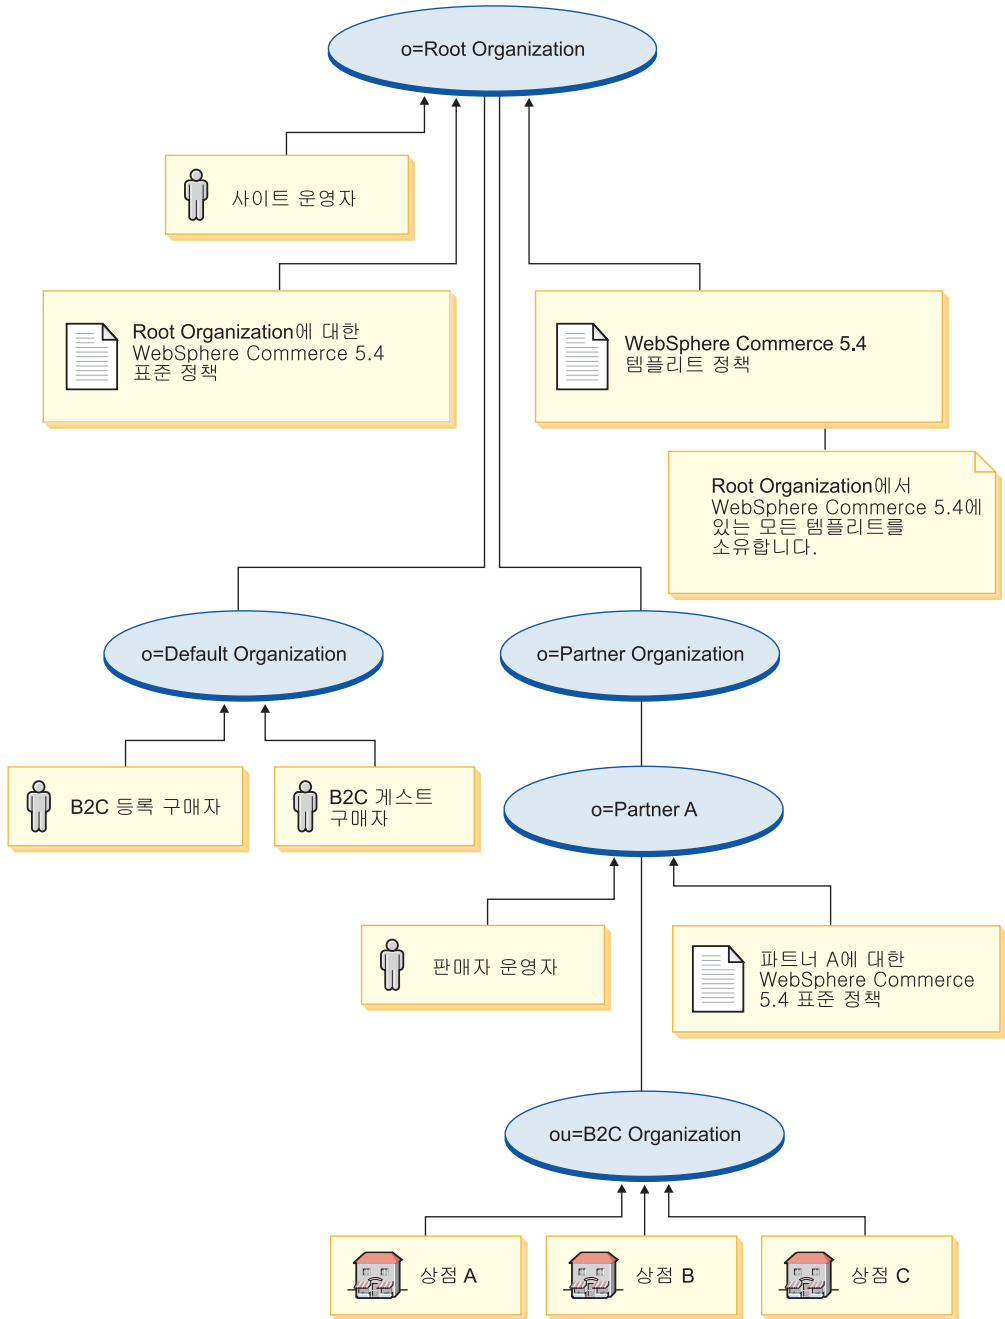 o=Root Organization
사이트 운영자
Root Organization에 대한
WebSphere Commerce 5.4
표준 정책
WebSphere Commerce 5.4
템플리트 정책
Root Organization에서
WebSphere Commerce 5.4에
있는 모든 템플리트를
소유합니다.
o=Default Organization
o=Partner Organization
B2C 등록 구매자
B2C 게스트
구매자
o=Partner A
판매자 운영자
파트너 A에 대한
WebSphere Commerce
5.4 표준 정책
ou=B2C Organization
상점 A
상점 B
상점 C